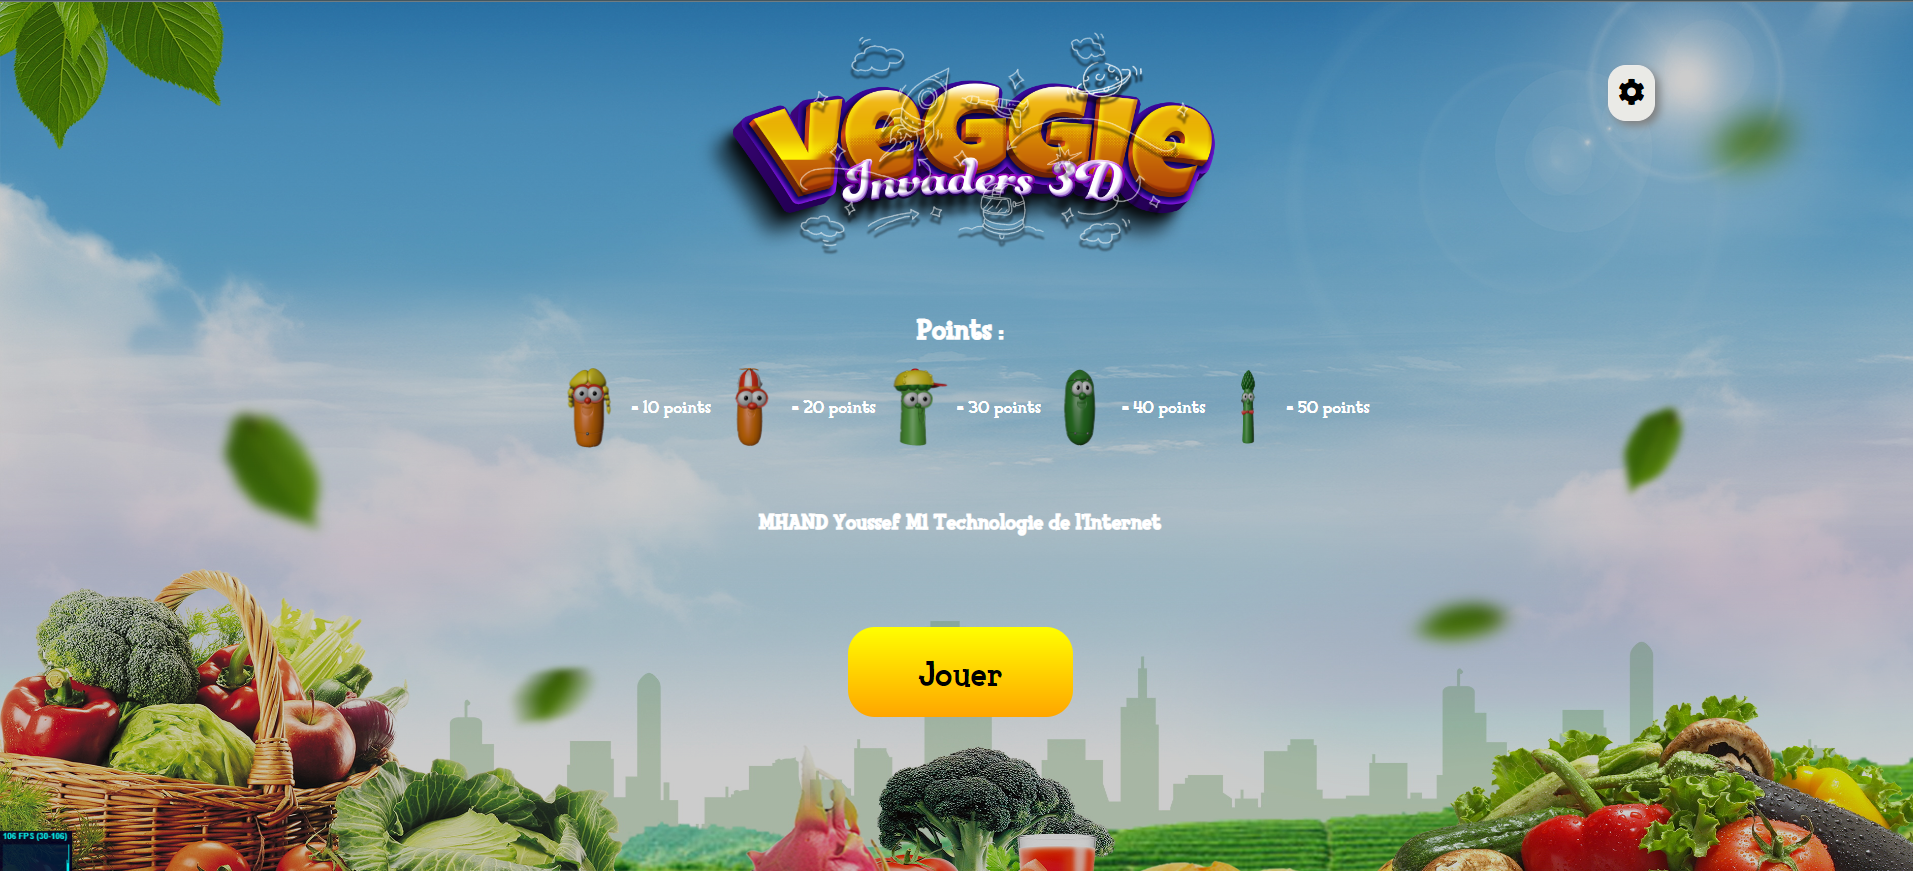 veGGIe
Invaders 3D
Points :
= 10 points
= 20 points
= 30 points
= 40 points
= 50 points
MHAND Youssef M1 Technologie de l'Internet
Jouer
106 FPS (30-106)